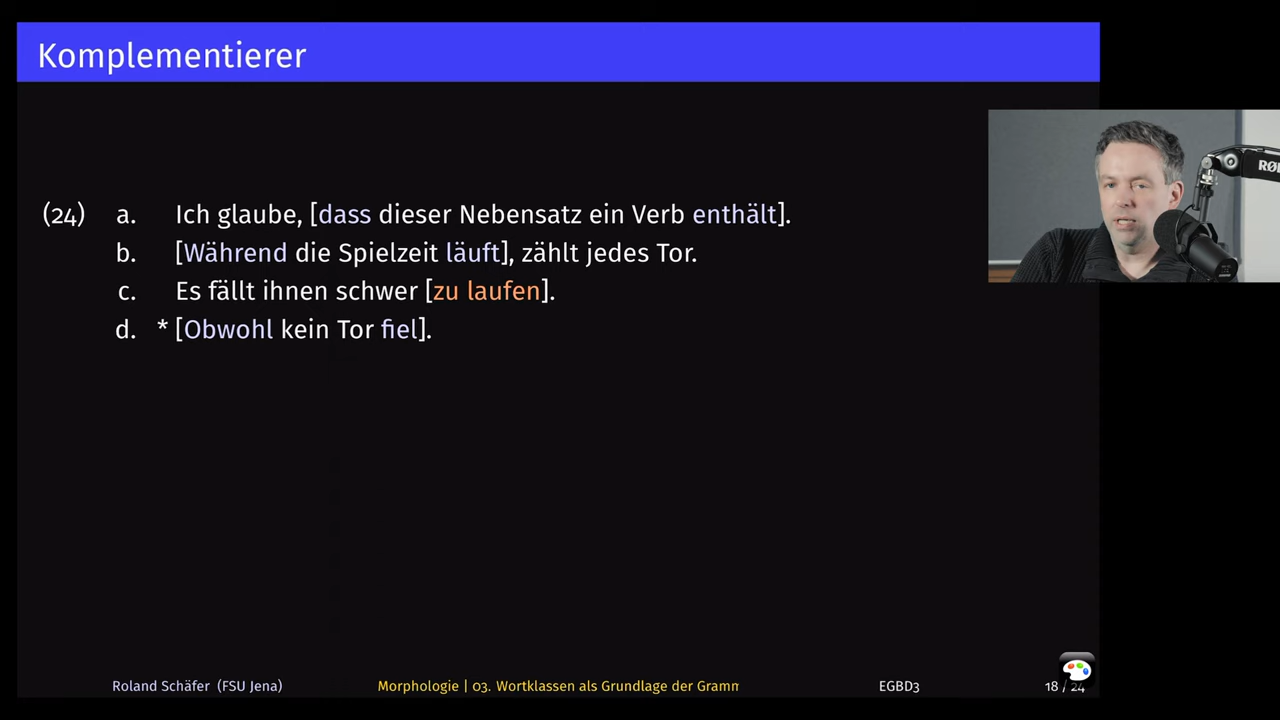 Komplementierer
(24) a. Ich glaube, [dass dieser Nebensatz ein Verb enthält].
b. [Während die Spielzeit läuft], zählt jedes Tor.
c. Es fällt ihnen schwer [zu laufen].
d. * [Obwohl kein Tor fiel].
Roland Schäfer (FSU Jena) Morphologie | 03. Wortklassen als Grundlage der Gramm EGBD3 18 / 24